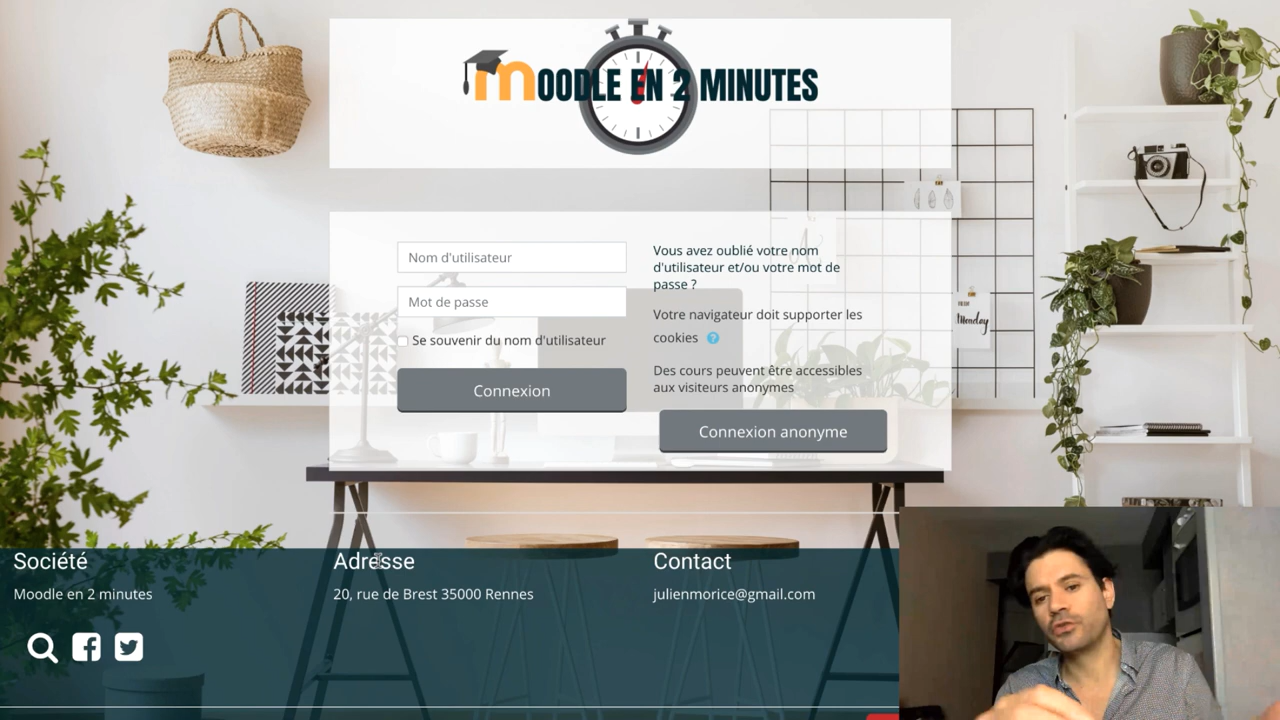 mOODLE EN 2 MINUTES
Nom d'utilisateur
Mot de passe
Se souvenir du nom d'utilisateur
Connexion
Vous avez oublié votre nom
d'utilisateur et/ou votre mot de
passe ?
Votre navigateur doit supporter les
cookies ?
Des cours peuvent être accessibles
aux visiteurs anonymes
Connexion anonyme
Monday
Société
Moodle en 2 minutes
Adresse
20, rue de Brest 35000 Rennes
Contact
julienmorice@gmail.com